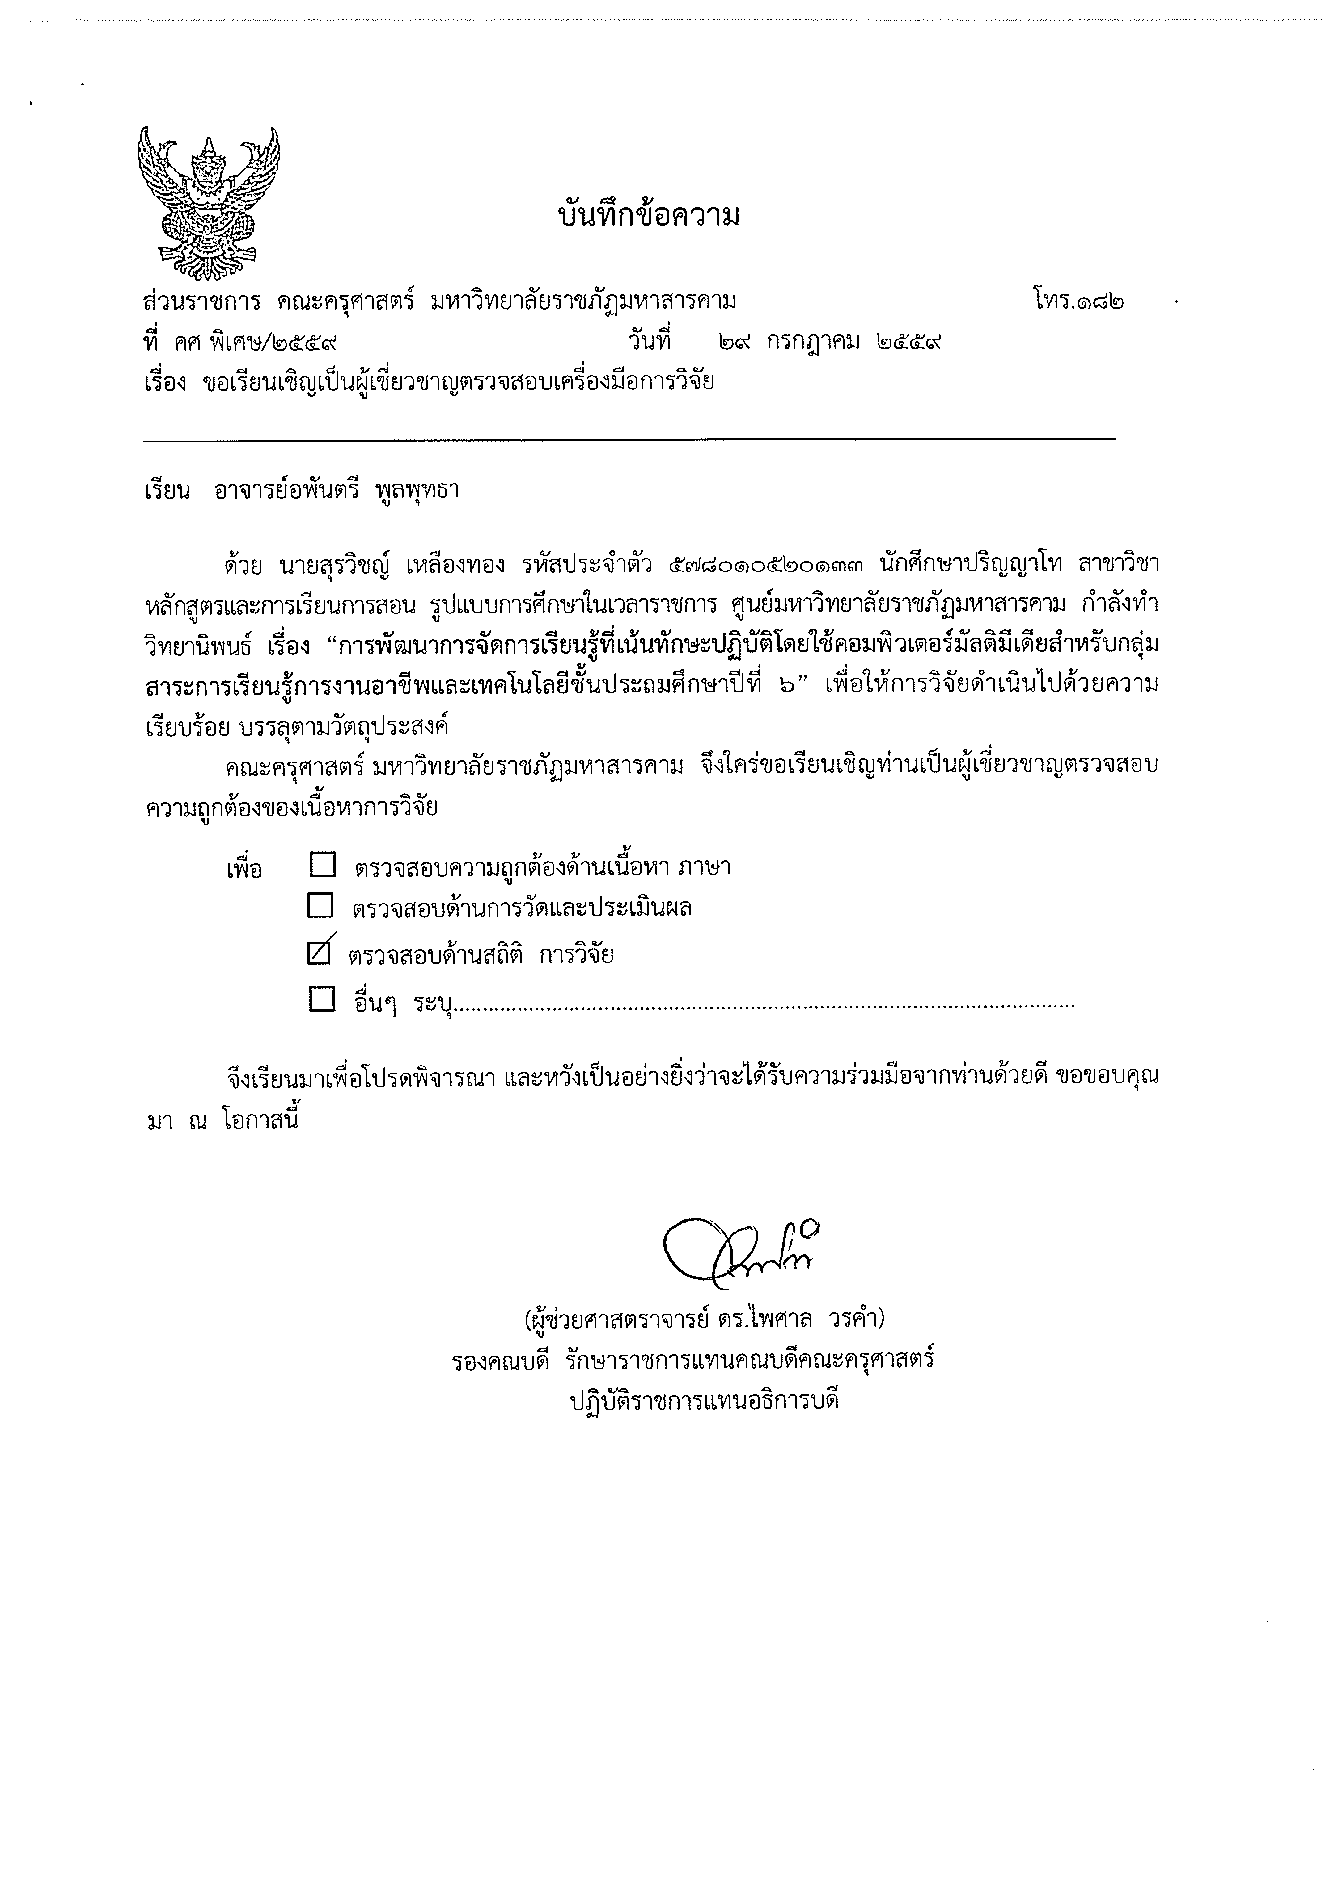 บันทึกข้อความ
ส่วนราชการ คณะครุศาสตร์ มหาวิทยาลัยราชภัฏมหาสารคาม โทร.๑๘๒
ที่ คศ พิเศษ/๒๕๕๙ วันที่ ๒๙ กรกฎาคม ๒๕๕๙
เรื่อง ขอเรียนเชิญเป็นผู้เชี่ยวชาญตรวจสอบเครื่องมือการวิจัย
เรียน อาจารย์อพันตรี พูลพุทธา
ด้วย นายสุรวิชญ์ เหลืองทอง รหัสประจำตัว ๕๗๘๐๑๐๕๒๐๑๓๓ นักศึกษาปริญญาโท สาขาวิชา
หลักสูตรและการเรียนการสอน รูปแบบการศึกษาในเวลาราชการ ศูนย์มหาวิทยาลัยราชภัฏมหาสารคาม กำลังทำ
วิทยานิพนธ์ เรื่อง “การพัฒนาการจัดการเรียนรู้ที่เน้นทักษะปฏิบัติโดยใช้คอมพิวเตอร์มัลติมีเดียสำหรับกลุ่ม
สาระการเรียนรู้การงานอาชีพและเทคโนโลยีชั้นประถมศึกษาปีที่ ๖” เพื่อให้การวิจัยดำเนินไปด้วยความ
เรียบร้อย บรรลุตามวัตถุประสงค์
คณะครุศาสตร์ มหาวิทยาลัยราชภัฏมหาสารคาม จึงใคร่ขอเรียนเชิญท่านเป็นผู้เชี่ยวชาญตรวจสอบ
ความถูกต้องของเนื้อหาการวิจัย
เพื่อ ☐ ตรวจสอบความถูกต้องด้านเนื้อหา ภาษา
☐ ตรวจสอบด้านการวัดและประเมินผล
☑ ตรวจสอบด้านสถิติ การวิจัย
☐ อื่นๆ ระบุ..............................................................................................................
จึงเรียนมาเพื่อโปรดพิจารณา และหวังเป็นอย่างยิ่งว่าจะได้รับความร่วมมือจากท่านด้วยดี ขอขอบคุณ
มา ณ โอกาสนี้
(ผู้ช่วยศาสตราจารย์ ดร.ไพศาล วรคำ)
รองคณบดี รักษาราชการแทนคณบดีคณะครุศาสตร์
ปฏิบัติราชการแทนอธิการบดี